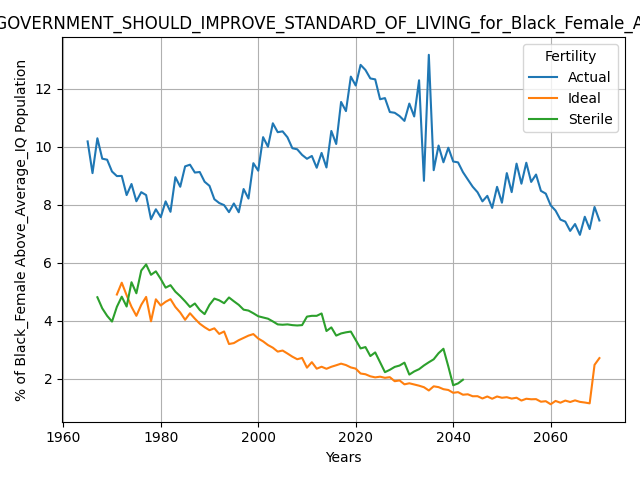 GOVERNMENT_SHOULD_IMPROVE_STANDARD_OF_LIVING_for_Black_Female_A
% of Black_Female Above_Average_IQ Population
12
10
8
6
4
2
Fertility
Actual
Ideal
Sterile
1960 1980 2000 2020 2040 2060
Years